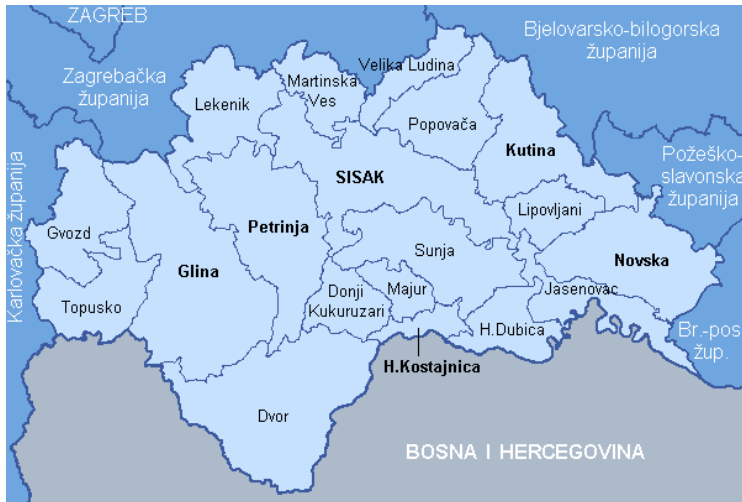 ZAGREB
Bjelovarsko-bilogorska
županija
Zagrebačka
županija
Velika Ludina
Martinska
Ves
Lekenik
Popovača
Kutina
Požeško-
slavonska
županija
SISAK
Karlovačka županija
Petrinja
Lipovljani
Gvozd
Sunja
Glina
Novska
Topusko
Donji
Kukuruzari
Majur
Jasenovac
H.Dubica
Br.-pos
žup.
H.Kostajnica
Dvor
BOSNA I HERCEGOVINA